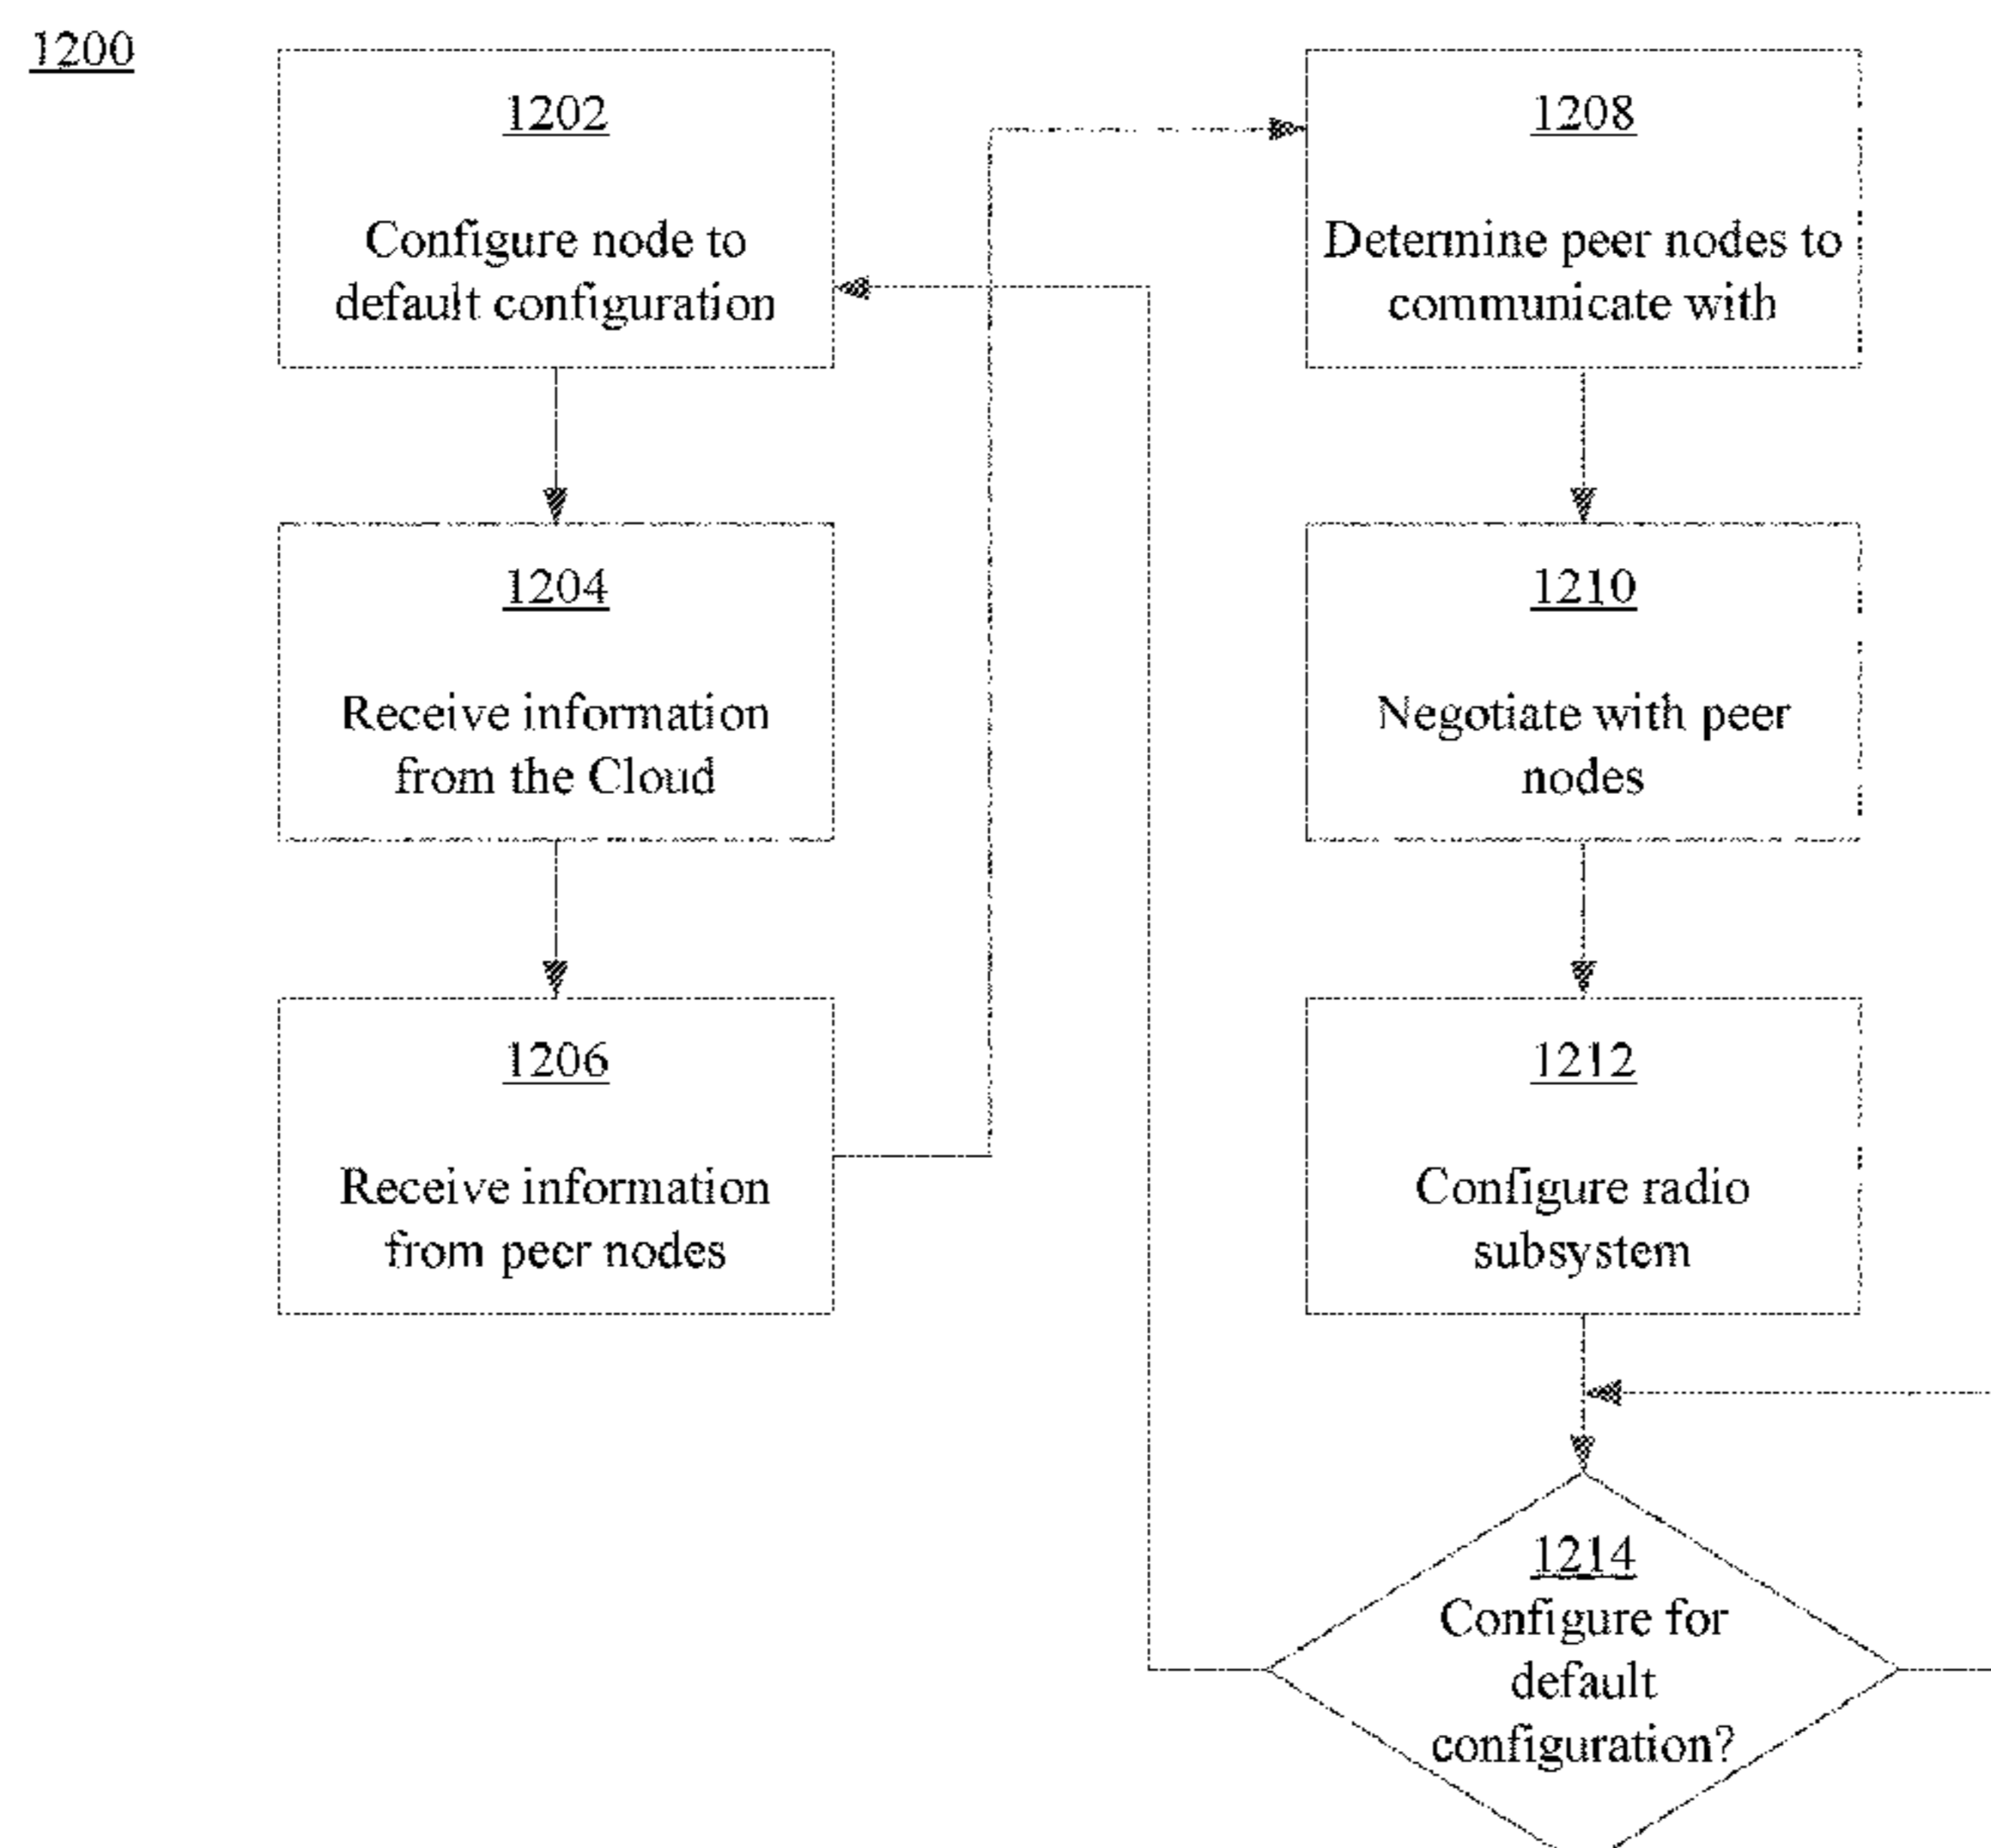 1200
1202
Configure node to
default configuration
1204
Receive information
from the Cloud
1206
Receive information
from peer nodes
1208
Determine peer nodes to
communicate with
1210
Negotiate with peer
nodes
1212
Configure radio
subsystem
1214
Configure for
default
configuration?